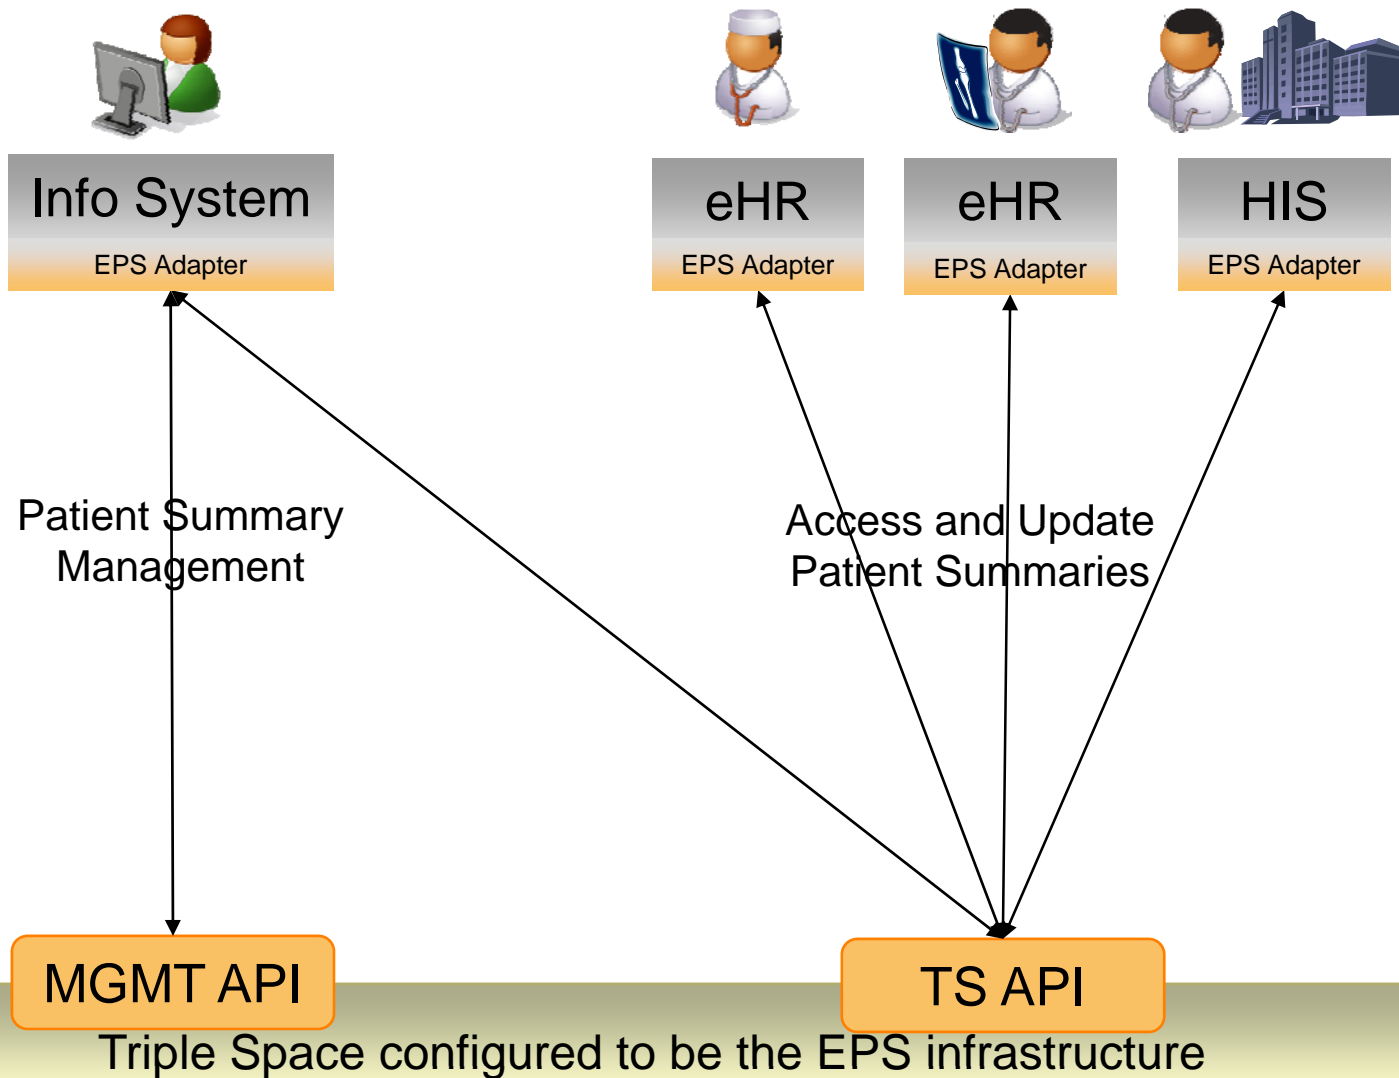 Info System
EPS Adapter
eHR
EPS Adapter
eHR
EPS Adapter
HIS
EPS Adapter
Patient Summary
Management
Access and Update
Patient Summaries
MGMT API
TS API
Triple Space configured to be the EPS infrastructure